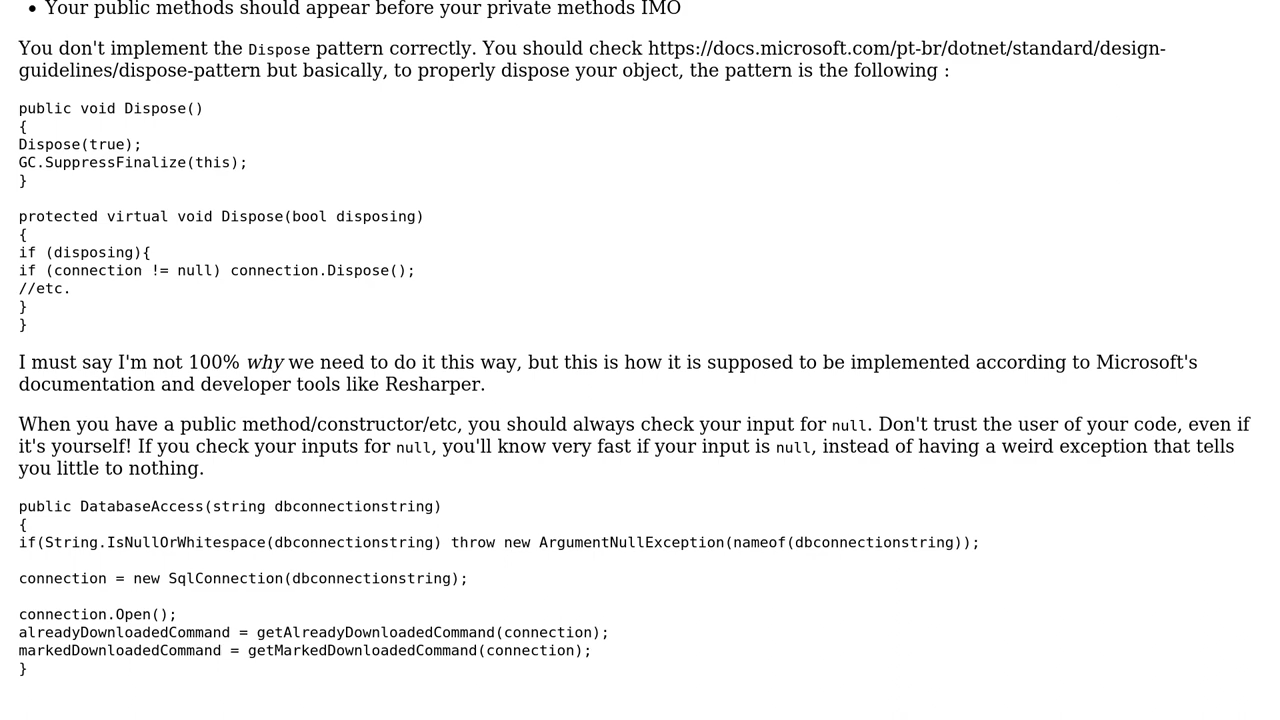 • Your public methods should appear before your private methods IMO
You don't implement the Dispose pattern correctly. You should check https://docs.microsoft.com/pt-br/dotnet/standard/design-
guidelines/dispose-pattern but basically, to properly dispose your object, the pattern is the following :
public void Dispose()
{
Dispose(true);
GC.SuppressFinalize(this);
}
protected virtual void Dispose(bool disposing)
{
if (disposing){
if (connection != null) connection.Dispose();
//etc.
}
}
I must say I'm not 100% why we need to do it this way, but this is how it is supposed to be implemented according to Microsoft's
documentation and developer tools like Resharper.
When you have a public method/constructor/etc, you should always check your input for null. Don't trust the user of your code, even if
it's yourself! If you check your inputs for null, you'll know very fast if your input is null, instead of having a weird exception that tells
you little to nothing.
public DatabaseAccess(string dbconnectionstring)
{
if(String.IsNullOrWhitespace(dbconnectionstring) throw new ArgumentNullException(nameof(dbconnectionstring));
connection = new SqlConnection(dbconnectionstring);
connection.Open();
alreadyDownloadedCommand = getAlreadyDownloadedCommand(connection);
markedDownloadedCommand = getMarkedDownloadedCommand(connection);
}